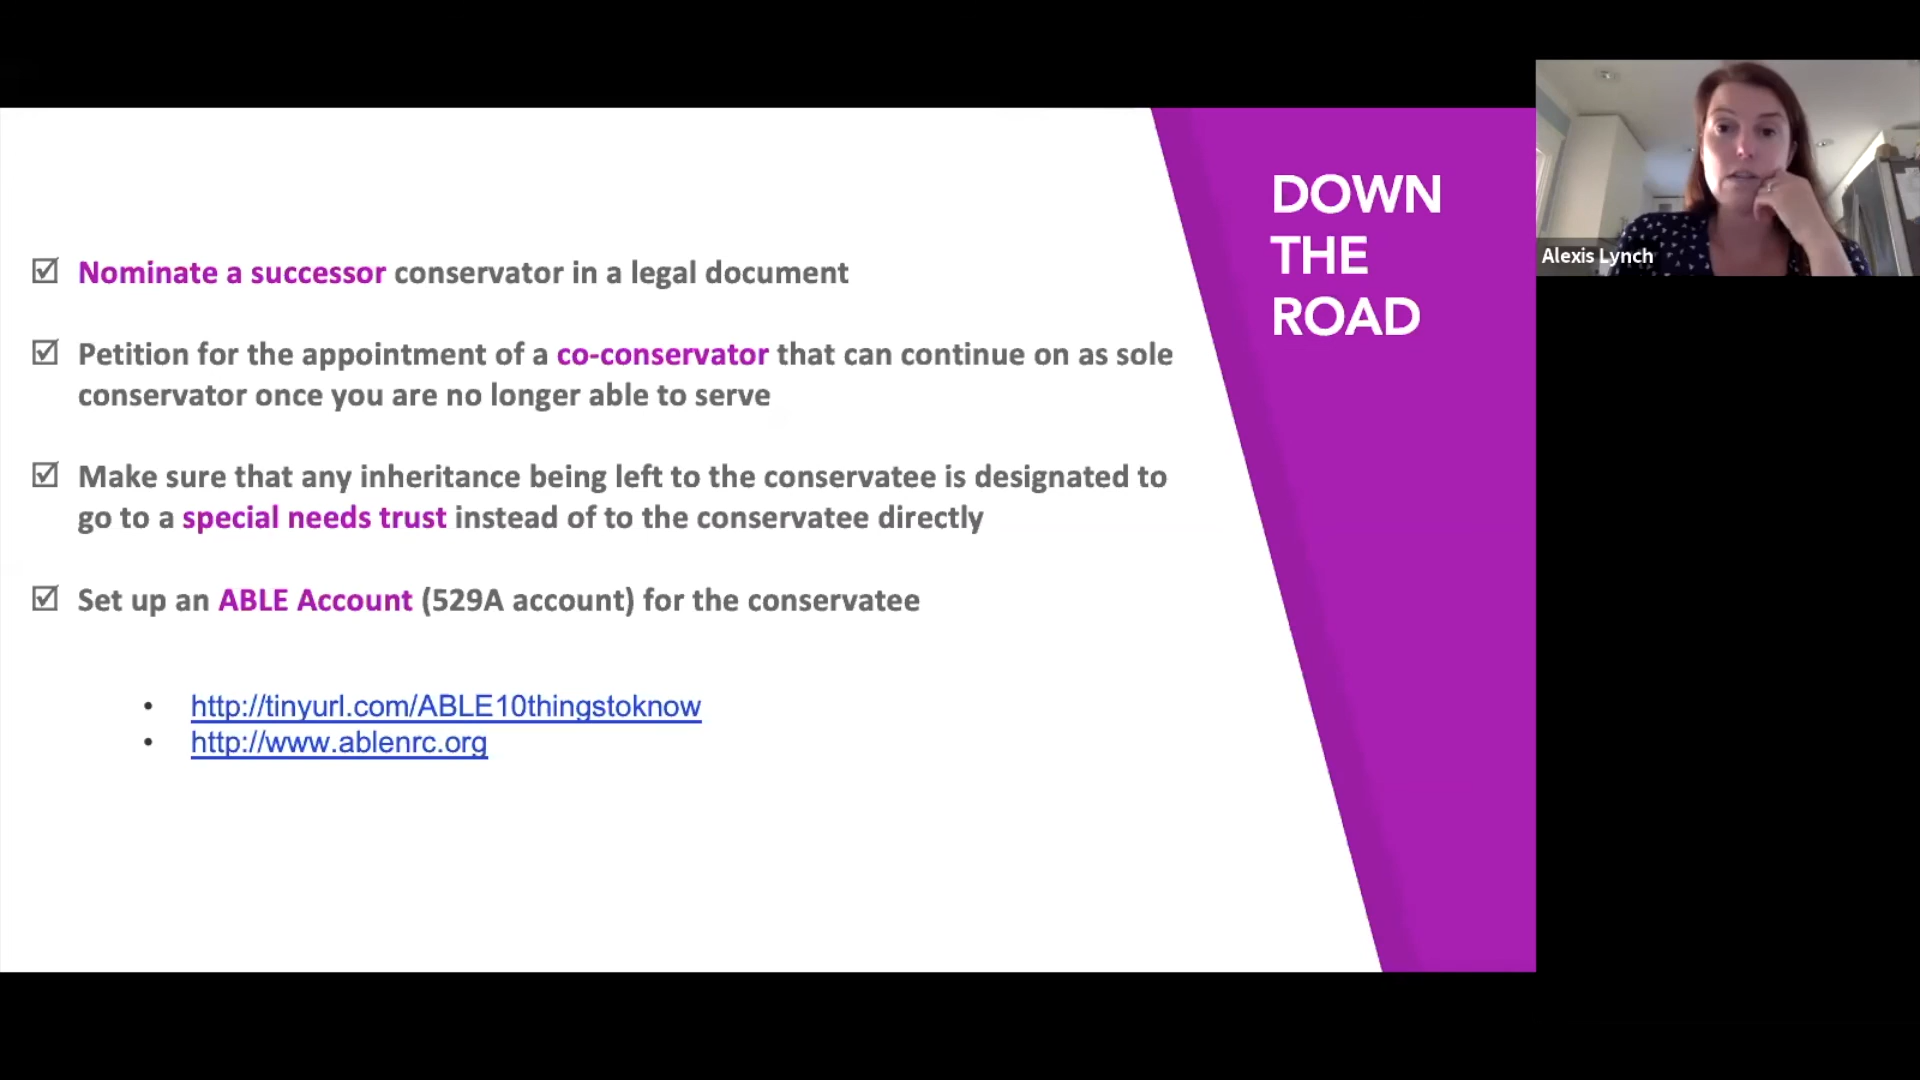 Nominate a successor conservator in a legal document
Petition for the appointment of a co-conservator that can continue on as sole
conservator once you are no longer able to serve
Make sure that any inheritance being left to the conservatee is designated to
go to a special needs trust instead of to the conservatee directly
Set up an ABLE Account (529A account) for the conservatee
http://tinyurl.com/ABLE10thingstoknow
http://www.ablenrc.org
DOWN
THE
ROAD
Alexis Lynch